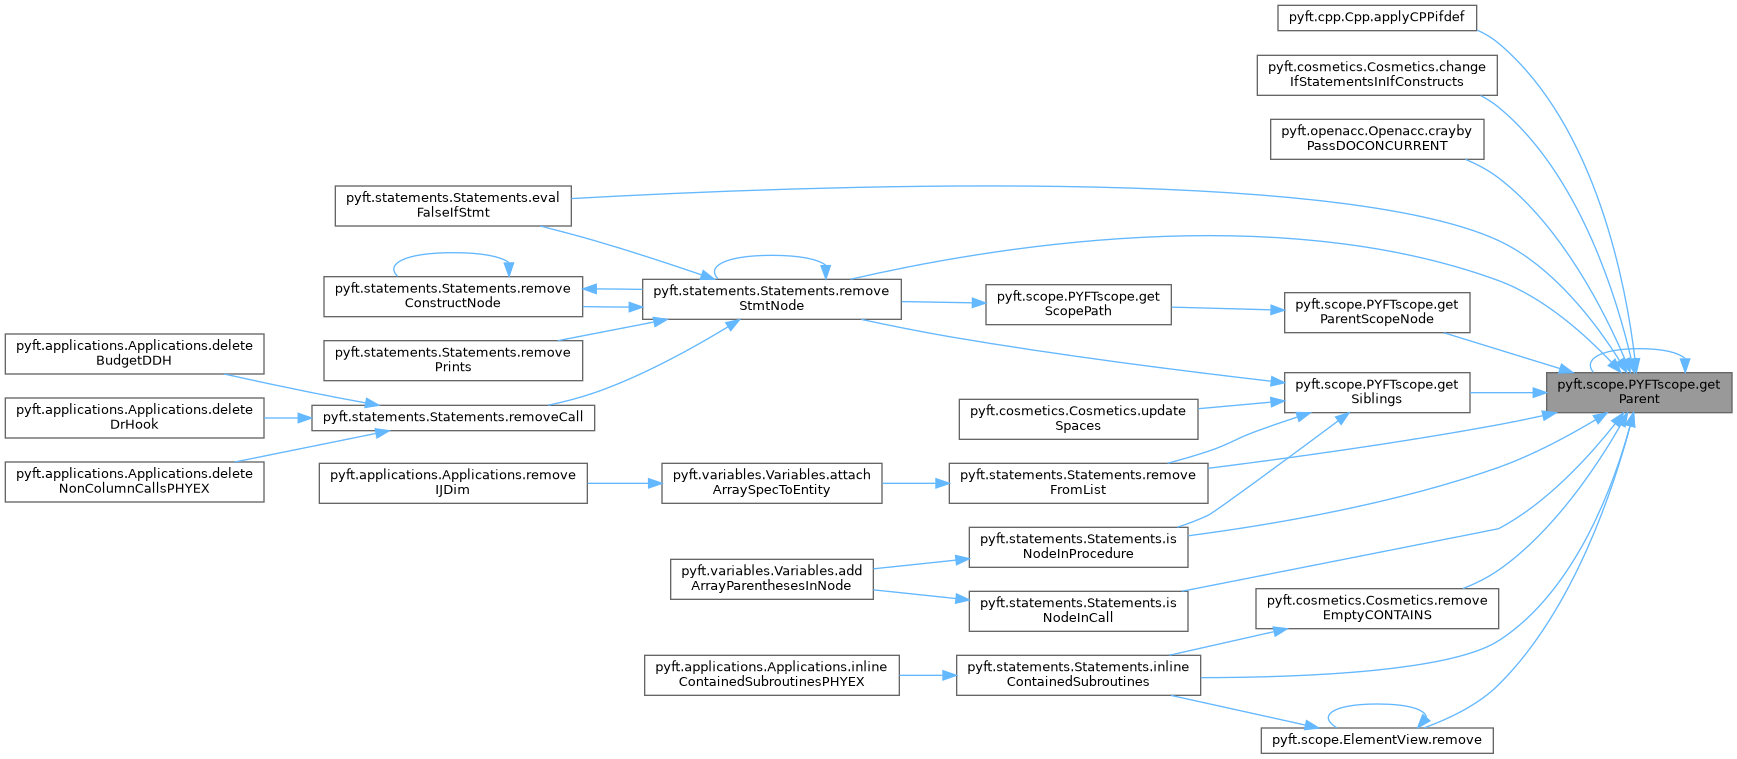 pyft.cpp.Cpp.applyCPPifdef
pyft.cosmetics.Cosmetics.change
IfStatementsInIfConstructs
pyft.openacc.Openacc.crayby
PassDOCONCURRENT
pyft.statements.Statements.eval
FalseIfStmt
pyft.statements.Statements.remove
ConstructNode
pyft.statements.Statements.remove
StmtNode
pyft.scope.PYFTscope.get
ScopePath
pyft.scope.PYFTscope.get
ParentScopeNode
pyft.applications.Applications.delete
BudgetDDH
pyft.statements.Statements.remove
Prints
pyft.scope.PYFTscope.get
Siblings
pyft.scope.PYFTscope.get
Parent
pyft.applications.Applications.delete
DrHook
pyft.statements.Statements.removeCall
pyft.cosmetics.Cosmetics.update
Spaces
pyft.applications.Applications.delete
NonColumnCallsPHYEX
pyft.applications.Applications.remove
IJDim
pyft.variables.Variables.attach
ArraySpecToEntity
pyft.statements.Statements.remove
FromList
pyft.statements.Statements.is
NodeInProcedure
pyft.variables.Variables.add
ArrayParenthesesInNode
pyft.statements.Statements.is
NodeInCall
pyft.cosmetics.Cosmetics.remove
EmptyCONTAINS
pyft.applications.Applications.inline
ContainedSubroutinesPHYEX
pyft.statements.Statements.inline
ContainedSubroutines
pyft.scope.ElementView.remove